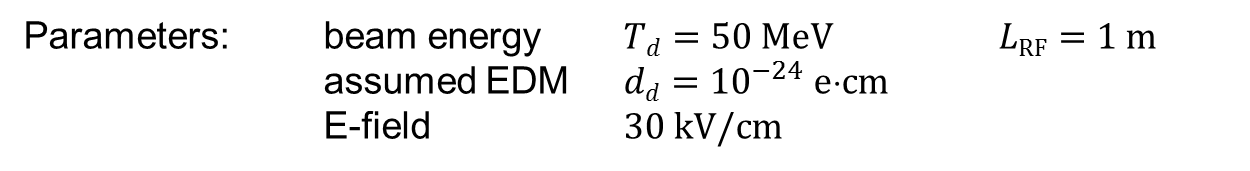 Parameters: beam energy T_d = 50 MeV L_RF = 1 m
assumed EDM d_d = 10^−24 e·cm
E-field 30 kV/cm